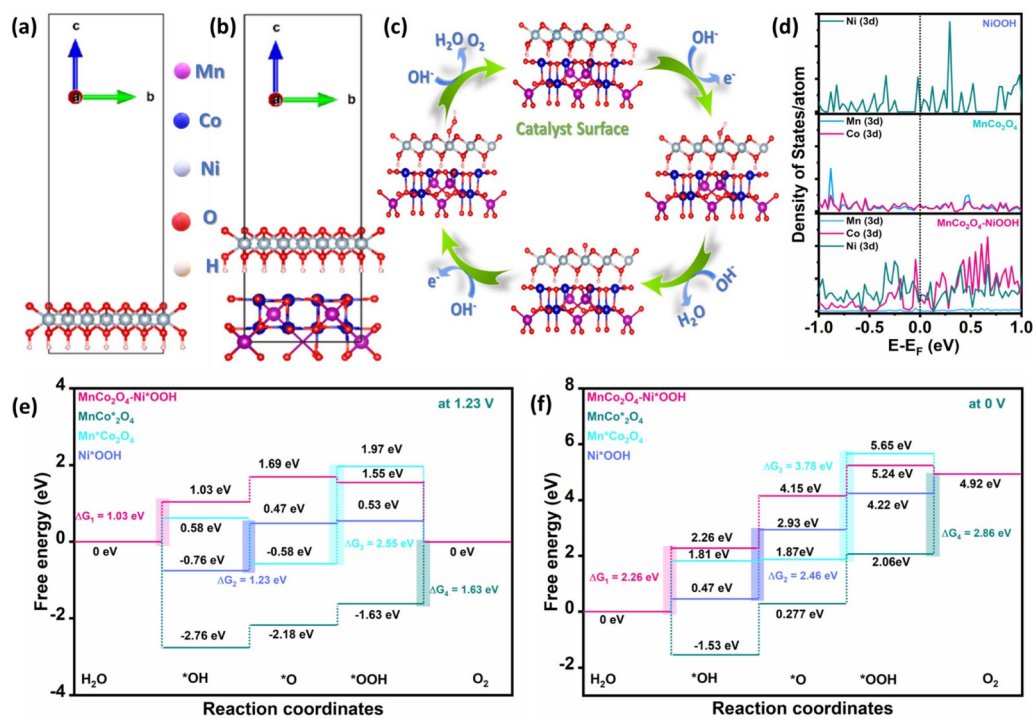 (a)
c
a
b
(b)
c
a
b
Mn
Co
Ni
O
H
(c)
H₂O O₂
OH⁻
OH⁻
e⁻
Catalyst Surface
e⁻
OH⁻
OH⁻
H₂O
(d)
Density of States/atom
Ni (3d)
NiOOH
Mn (3d)
Co (3d)
MnCo₂O₄
Mn (3d)
Co (3d)
Ni (3d)
MnCo₂O₄-NiOOH
-1.0 -0.5 0.0 0.5 1.0
E-E_F (eV)
(e)
Free energy (eV)
4
2
0
-2
-4
MnCo₂O₄-Ni*OOH
MnCo*₂O₄
Mn*Co₂O₄
Ni*OOH
at 1.23 V
1.97 eV
1.69 eV
1.55 eV
1.03 eV
ΔG₁ = 1.03 eV
0.47 eV
0.53 eV
0.58 eV
0 eV
-0.76 eV
-0.58 eV
ΔG₃ = 2.55 eV
0 eV
ΔG₂ = 1.23 eV
ΔG₄ = 1.63 eV
-1.63 eV
-2.18 eV
-2.76 eV
H₂O *OH *O *OOH O₂
Reaction coordinates
(f)
Free energy (eV)
8
6
4
2
0
-2
MnCo₂O₄-Ni*OOH
MnCo*₂O₄
Mn*Co₂O₄
Ni*OOH
at 0 V
5.65 eV
ΔG₃ = 3.78 eV
5.24 eV
4.92 eV
4.15 eV
4.22 eV
2.93 eV
ΔG₄ = 2.86 eV
2.26 eV
1.81 eV
1.87eV
2.06eV
ΔG₁ = 2.26 eV
ΔG₂ = 2.46 eV
0.47 eV
0.277 eV
0 eV
-1.53 eV
H₂O *OH *O *OOH O₂
Reaction coordinates